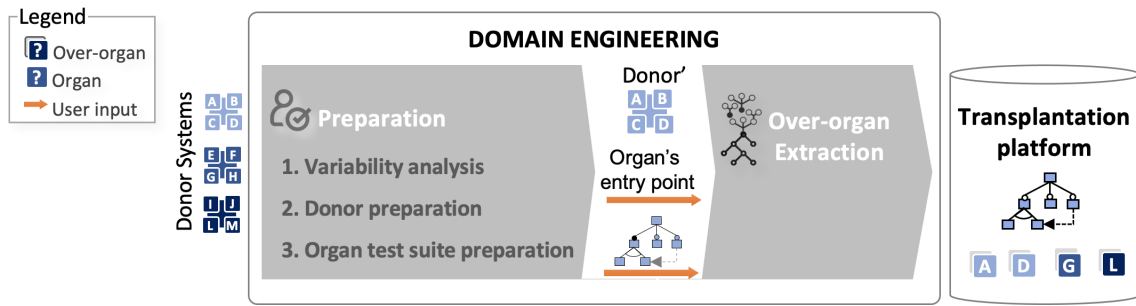 Legend
? Over-organ
? Organ
User input
Donor Systems
A B
C D
E F
G H
I J
L M
DOMAIN ENGINEERING
Preparation
1. Variability analysis
2. Donor preparation
3. Organ test suite preparation
Donor'
A B
C D
Organ's
entry point
Over-organ
Extraction
Transplantation
platform
A D G L